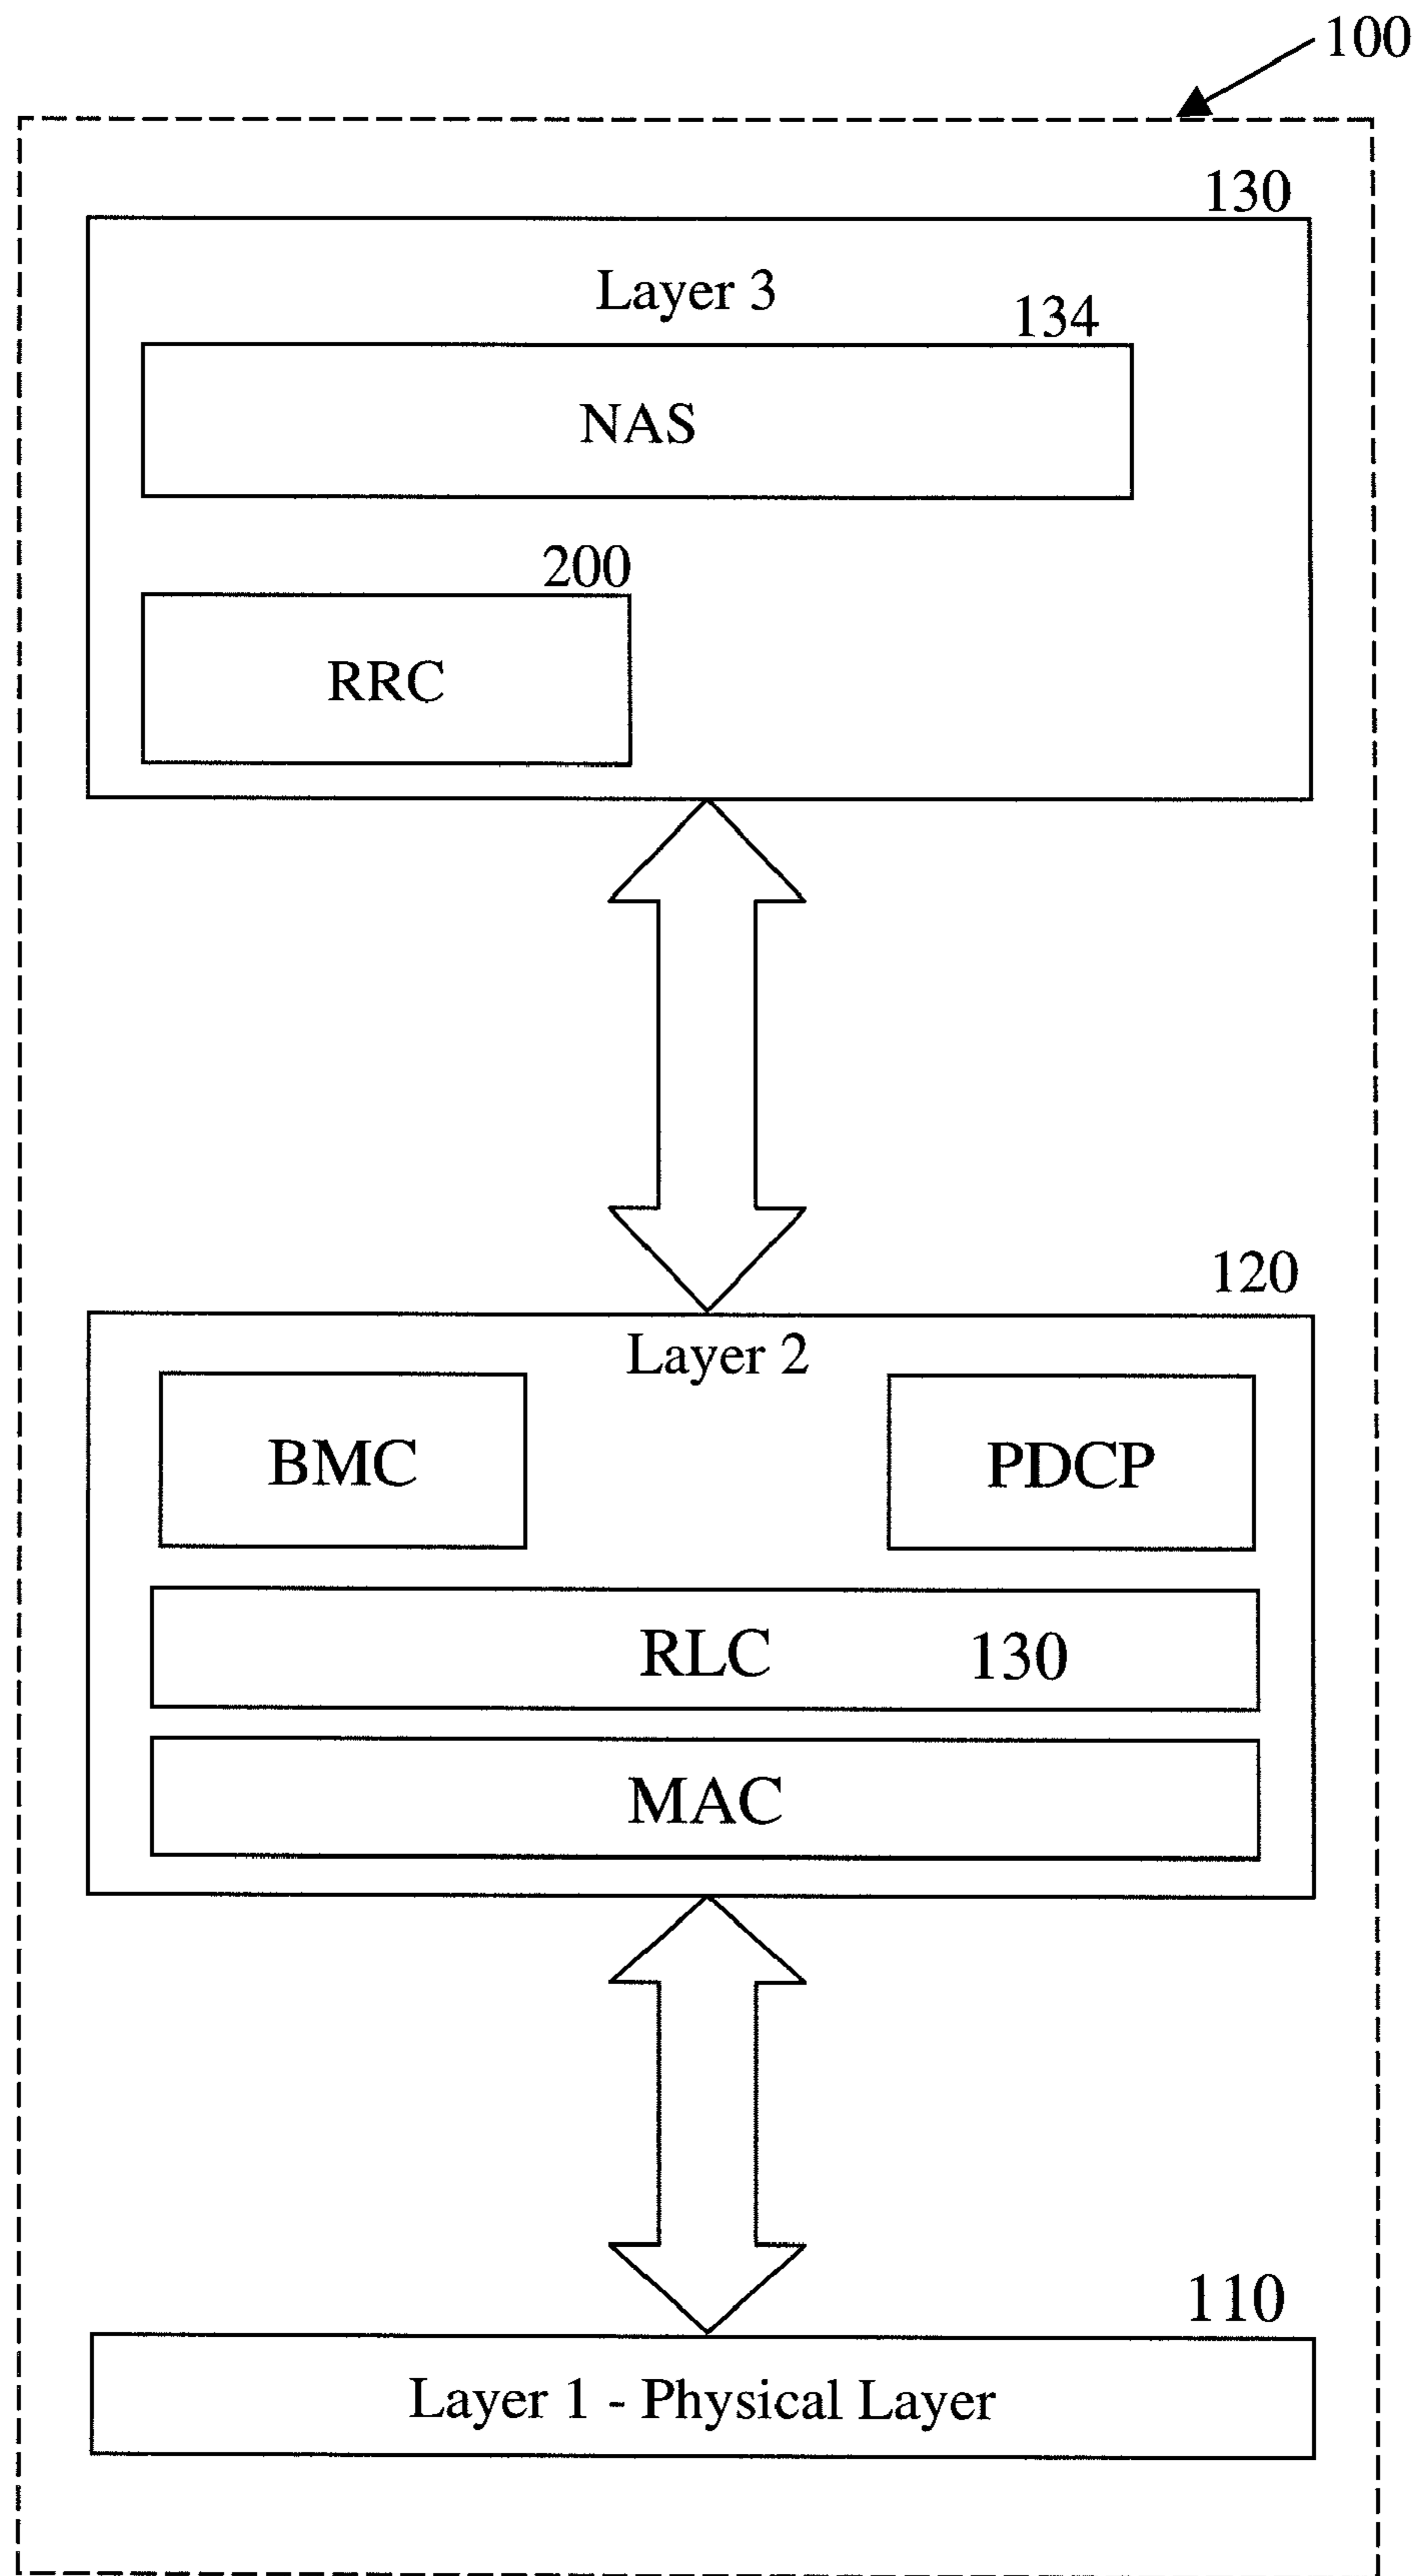 100
130
Layer 3
134
NAS
200
RRC
120
Layer 2
BMC
PDCP
RLC 130
MAC
110
Layer 1 - Physical Layer